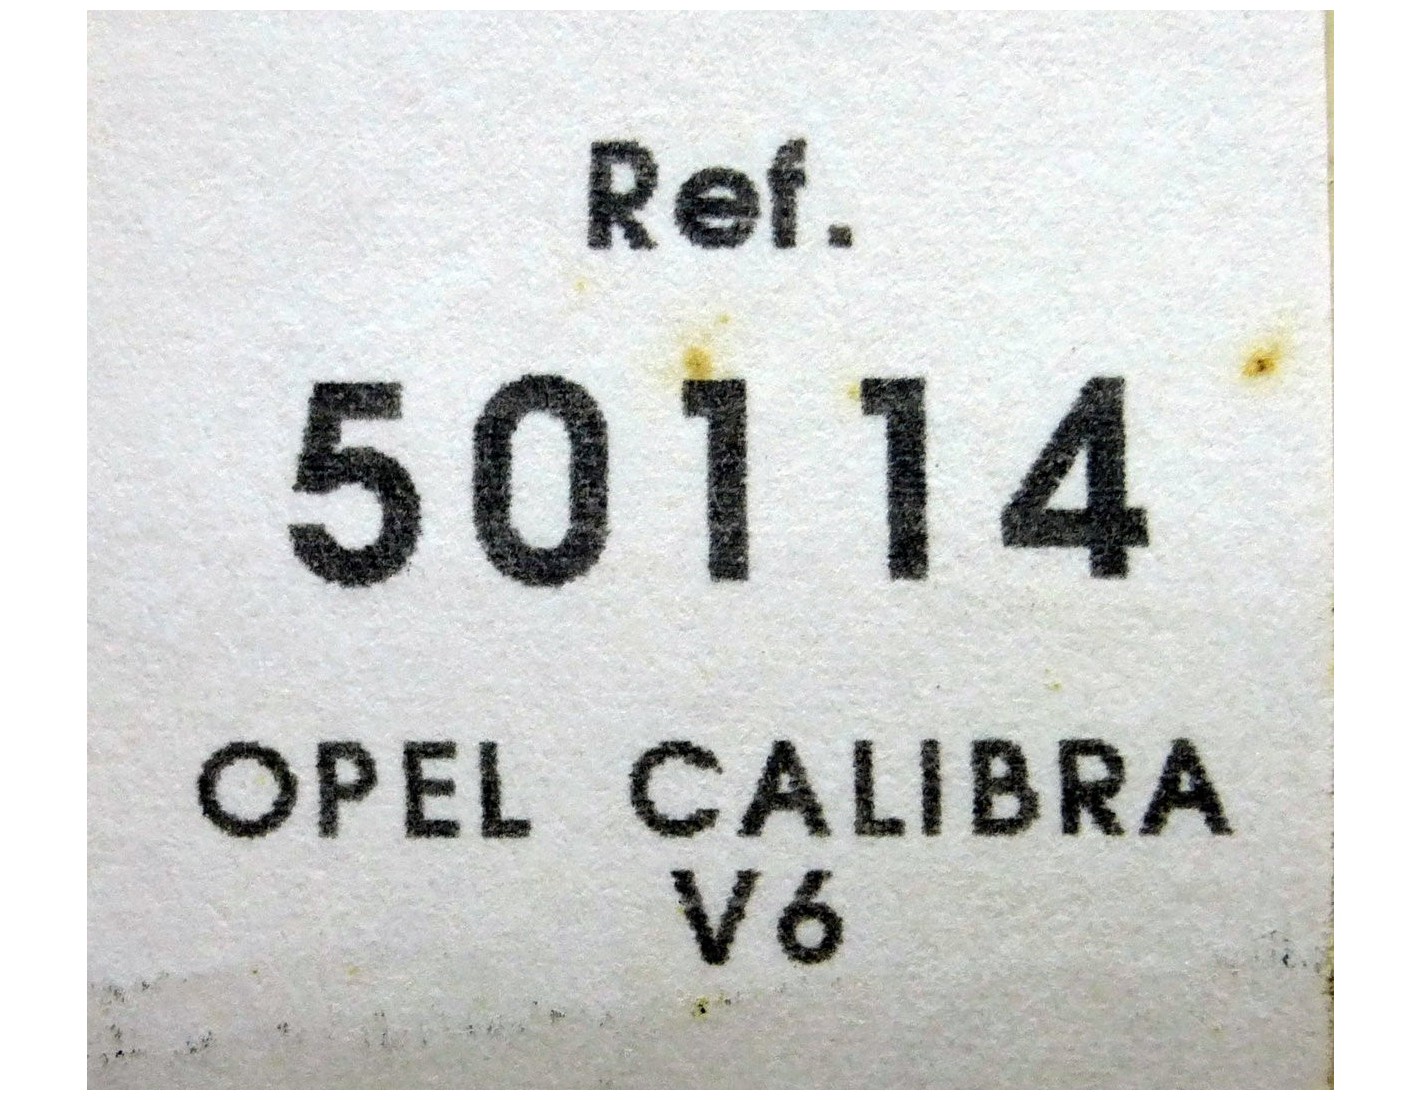 Ref.
50114
OPEL CALIBRA
V6